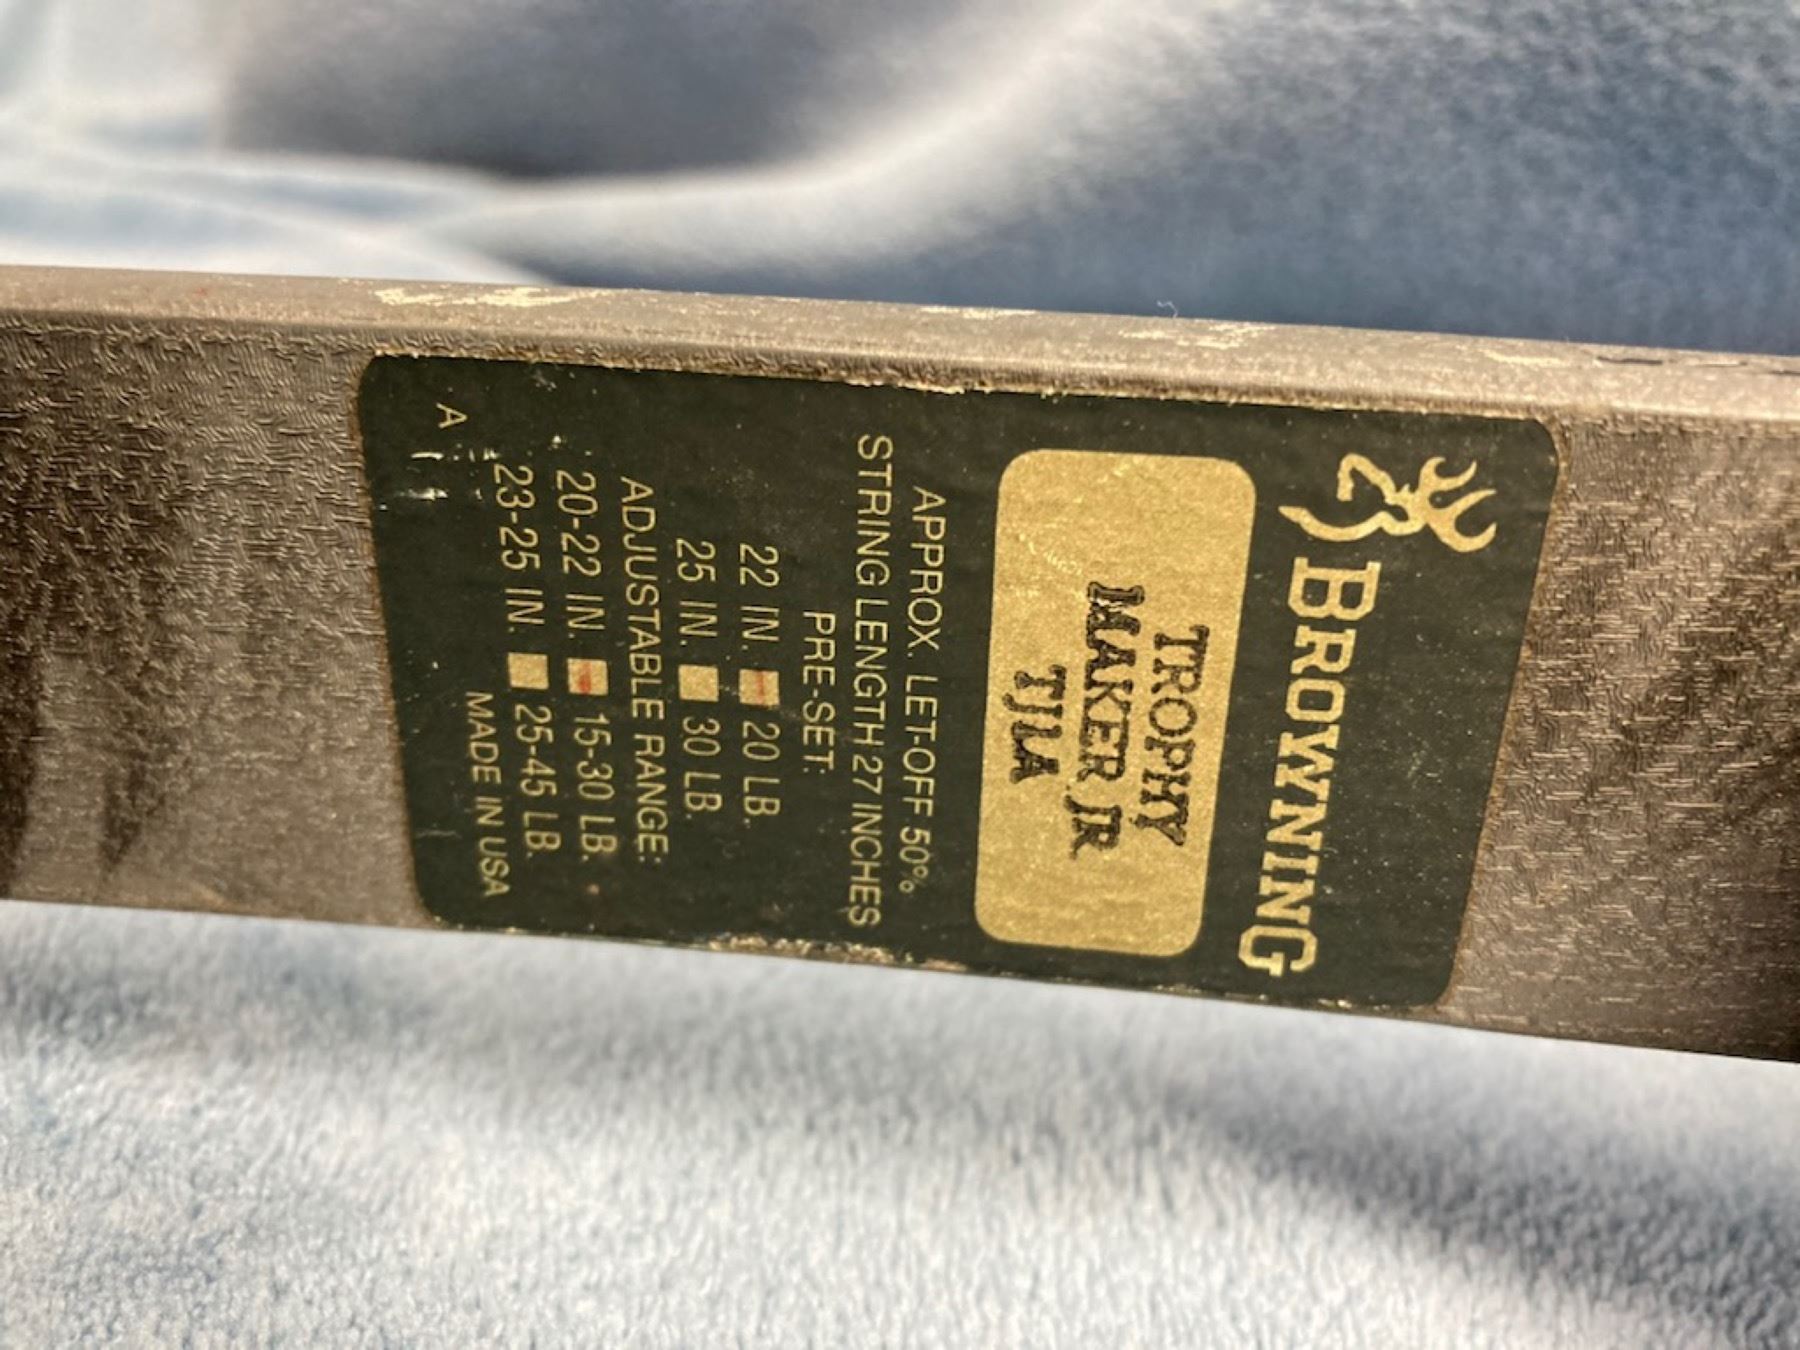 BROWNING
TROPHY
MAKER JR
TJLA
APPROX. LET-OFF 50%
STRING LENGTH 27 INCHES
PRE-SET:
22 IN. 20 LB.
25 IN. 30 LB.
ADJUSTABLE RANGE:
20-22 IN. 15-30 LB.
23-25 IN. 25-45 LB.
A MADE IN USA